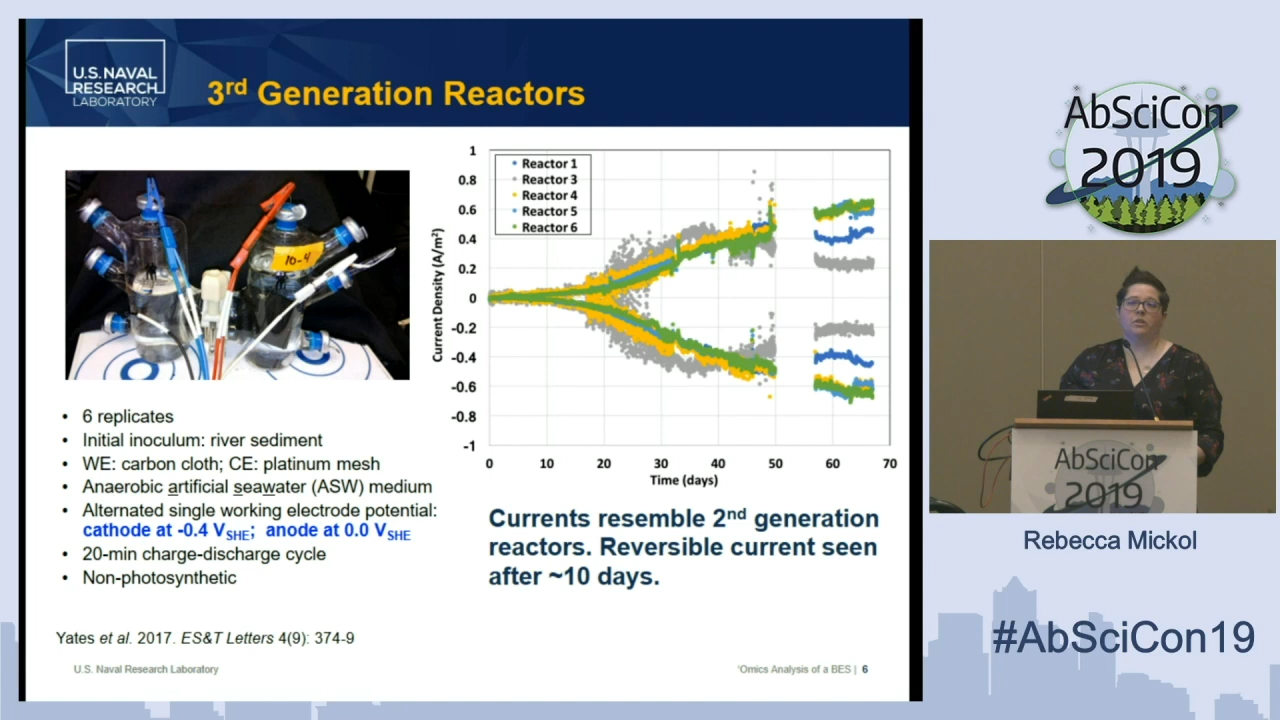 U.S. NAVAL
RESEARCH
LABORATORY
3rd Generation Reactors
10-4
6 replicates
Initial inoculum: river sediment
WE: carbon cloth; CE: platinum mesh
Anaerobic artificial seawater (ASW) medium
Alternated single working electrode potential:
cathode at -0.4 VSHE; anode at 0.0 VSHE
20-min charge-discharge cycle
Non-photosynthetic
Current Density (A/m²)
1
0.8
0.6
0.4
0.2
0
-0.2
-0.4
-0.6
-0.8
-1
Reactor 1
Reactor 3
Reactor 4
Reactor 5
Reactor 6
0 10 20 30 40 50 60 70
Time (days)
Currents resemble 2nd generation
reactors. Reversible current seen
after ~10 days.
Yates et al. 2017. ES&T Letters 4(9): 374-9
U.S. Naval Research Laboratory
'Omics Analysis of a BES | 6
AbSciCon
2019
AbSciCon
2019
Rebecca Mickol
#AbSciCon19